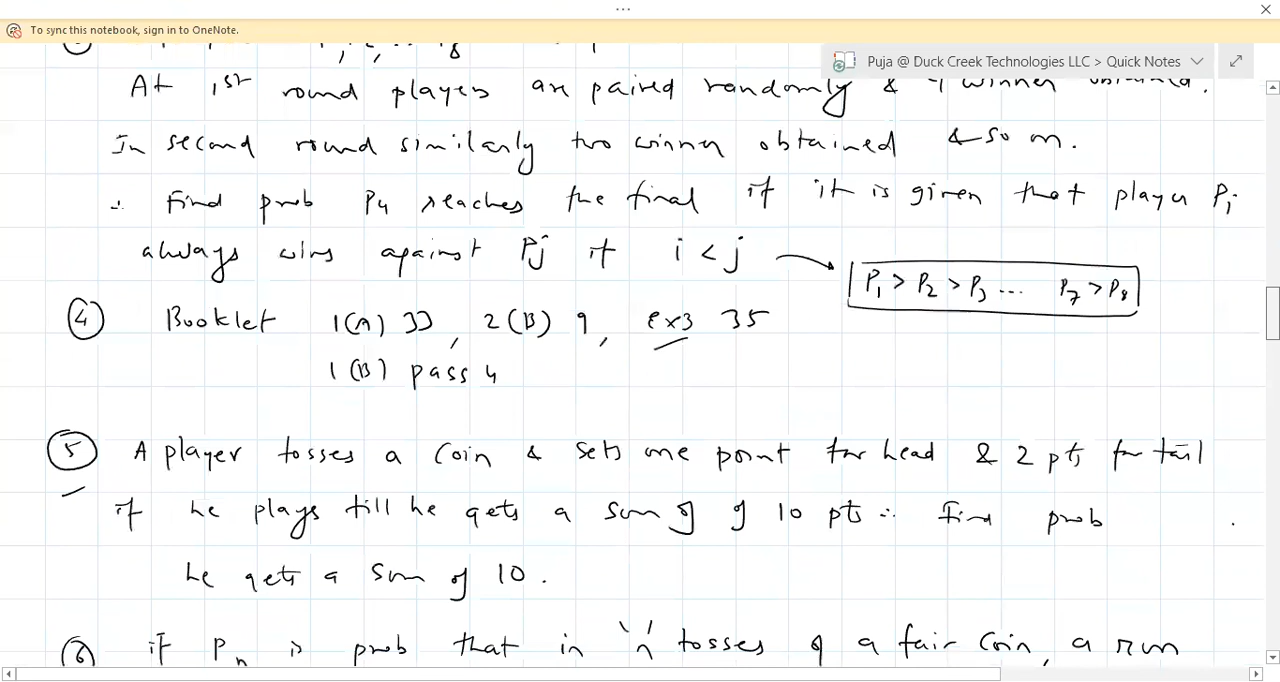 To sync this notebook, sign in to OneNote.
Puja @ Duck Creek Technologies LLC > Quick Notes
At 1st round players are paired randomly & 4 winner obtained.
In second round similarly two winner obtained & so on.
∴ Find prob P4 reaches the final if it is given that player Pi
always wins against Pj if i < j
P1 > P2 > P3 ... P7 > P8
4 Booklet 1(A) 33, 2(B) 9, ex3 35
1(B) pass 4
5 A player tosses a coin & sets one point for head & 2 pts for tail
if he plays till he gets a sum of 10 pts ∴ Find prob
he gets a sum of 10.
6 if Pn is prob that in 'n' tosses of a fair coin, a run